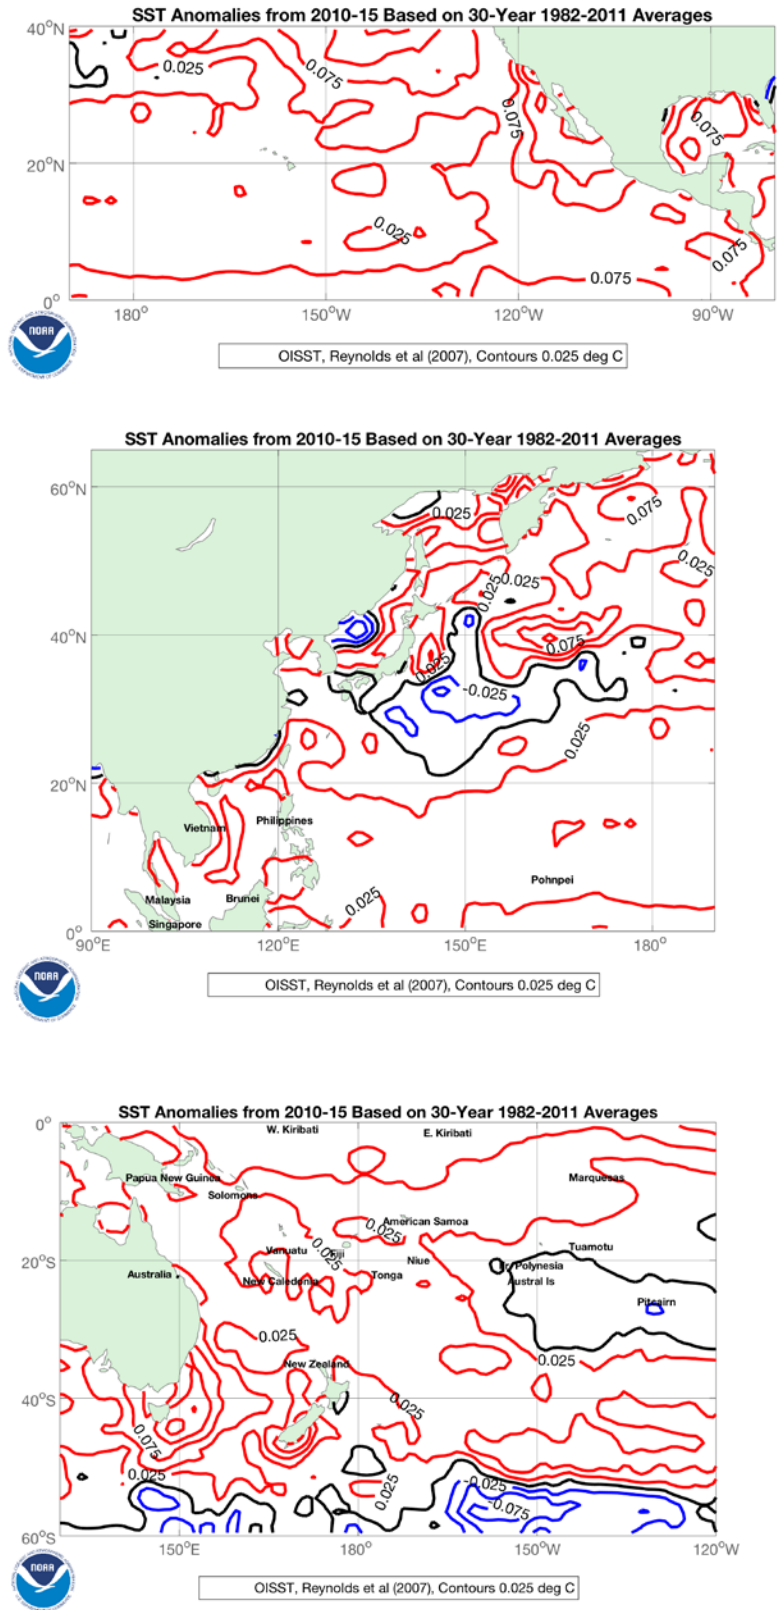 SST Anomalies from 2010-15 Based on 30-Year 1982-2011 Averages
40°N
0.025
0.075
0.075
0.075
20°N
0.025
0.075
0.075
0°
180° 150°W 120°W 90°W
NOAA
OISST, Reynolds et al (2007), Contours 0.025 deg C
SST Anomalies from 2010-15 Based on 30-Year 1982-2011 Averages
60°N
0.025
0.075
0.025
0.025
0.025
40°N
0.075
0.025
-0.025
0.025
20°N
Vietnam
Philippines
Pohnpei
Malaysia
Brunei
0.025
Singapore
0°
90°E 120°E 150°E 180°
NOAA
OISST, Reynolds et al (2007), Contours 0.025 deg C
SST Anomalies from 2010-15 Based on 30-Year 1982-2011 Averages
0°
W. Kiribati
E. Kiribati
Papua New Guinea
Marquesas
Solomons
American Samoa
0.025
Vanuatu
0.025
Fiji
Tuamotu
20°S
Niue
Fr. Polynesia
Australia
New Caledonia
Tonga
Austral Is
Pitcairn
0.025
New Zealand
0.025
40°S
0.025
0.075
0.025
0.025
-0.025
-0.075
60°S
150°E 180° 150°W 120°W
NOAA
OISST, Reynolds et al (2007), Contours 0.025 deg C